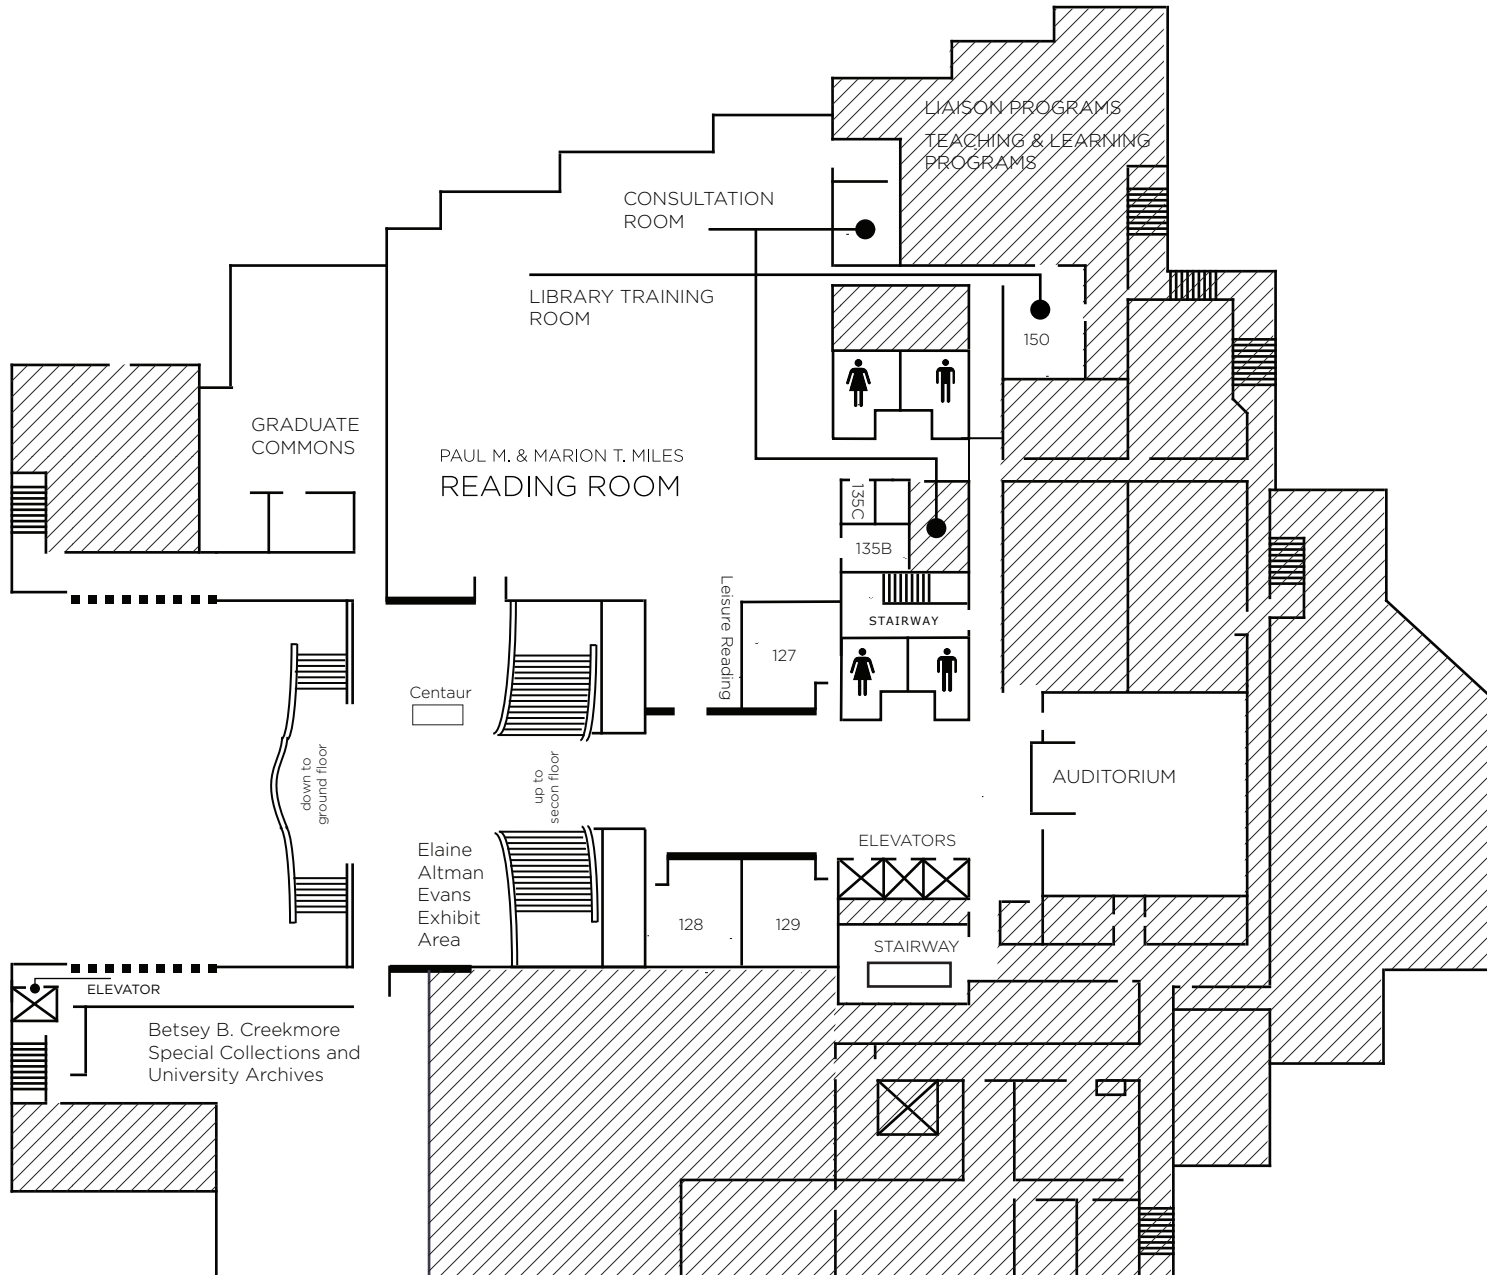 LIAISON PROGRAMS
TEACHING & LEARNING
PROGRAMS
CONSULTATION
ROOM
LIBRARY TRAINING
ROOM
150
GRADUATE
COMMONS
PAUL M. & MARION T. MILES
READING ROOM
135C
135B
Leisure Reading
STAIRWAY
127
Centaur
down to
ground floor
up to
secon floor
AUDITORIUM
ELEVATORS
Elaine
Altman
Evans
Exhibit
Area
128
129
STAIRWAY
ELEVATOR
Betsey B. Creekmore
Special Collections and
University Archives